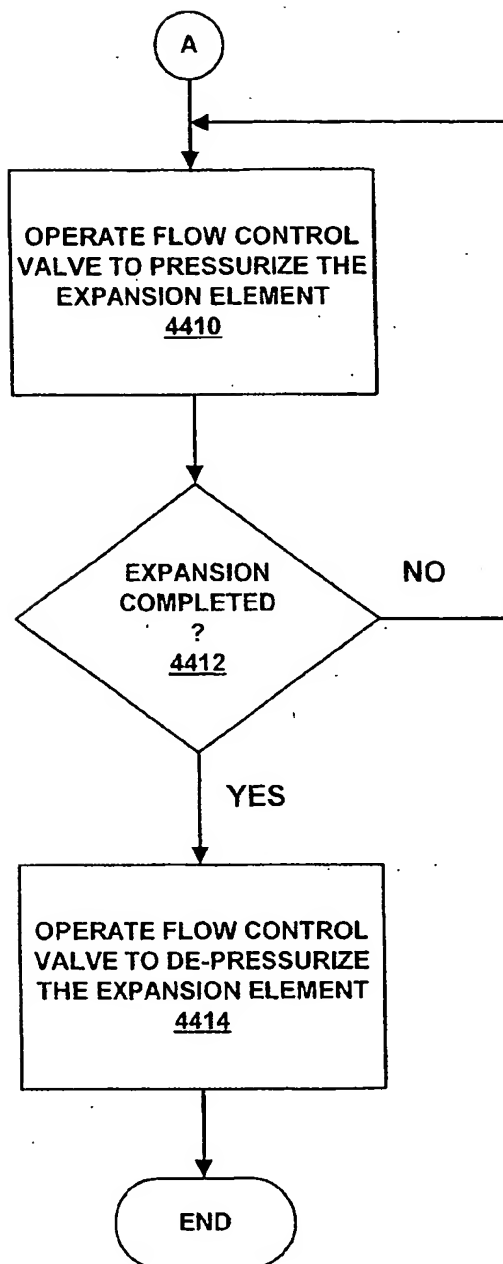 A
OPERATE FLOW CONTROL
VALVE TO PRESSURIZE THE
EXPANSION ELEMENT
4410
EXPANSION
COMPLETED
?
4412
NO
YES
OPERATE FLOW CONTROL
VALVE TO DE-PRESSURIZE
THE EXPANSION ELEMENT
4414
END